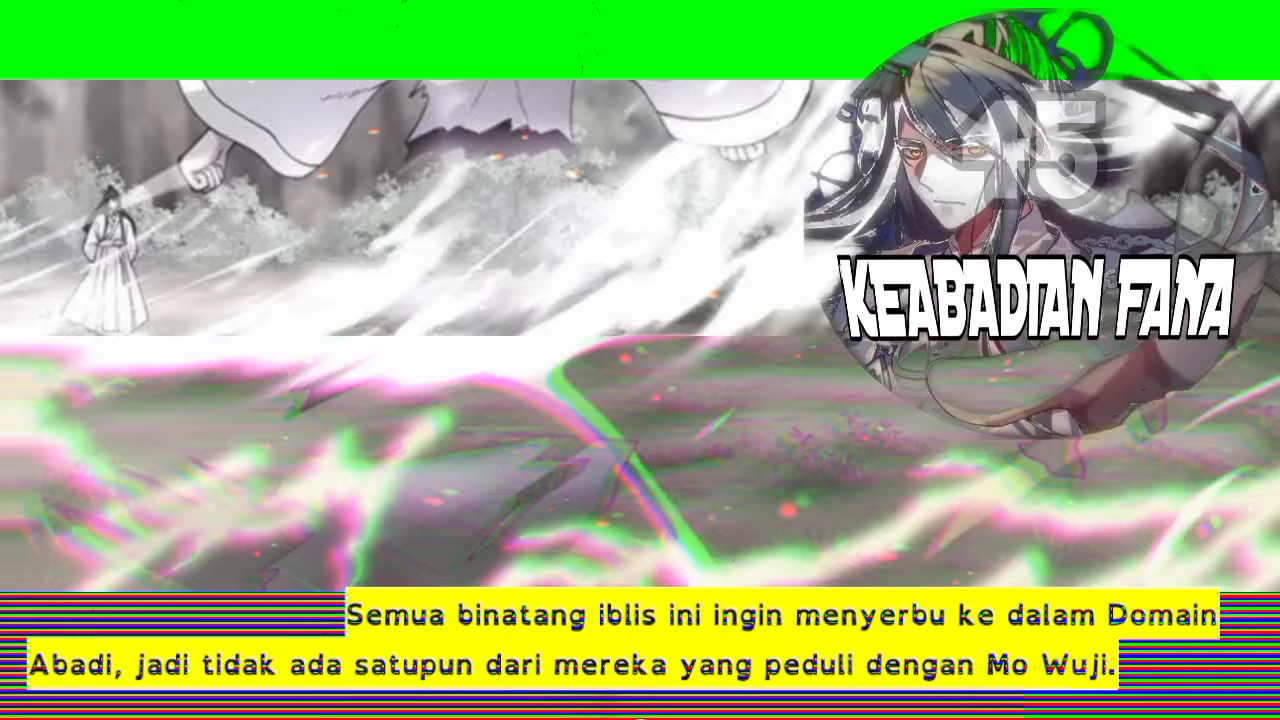 45
KEABADIAN FANA
Semua binatang iblis ini ingin menyerbu ke dalam Domain
Abadi, jadi tidak ada satupun dari mereka yang peduli dengan Mo Wuji.